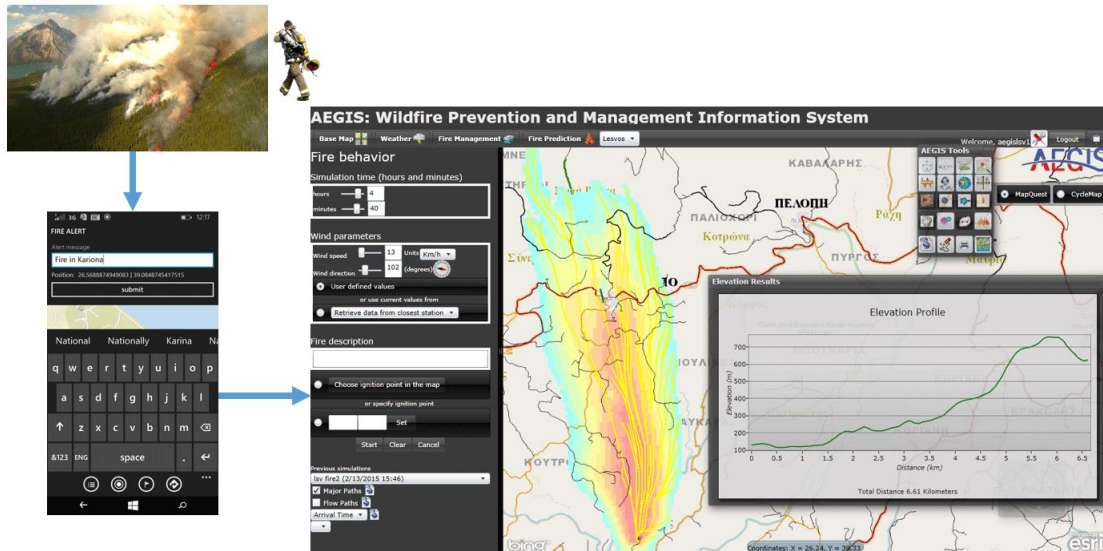 12:17
FIRE ALERT
Alert message
Fire in Kariona
Position: 26.5688874949083 | 39.0848745417515
submit
National Nationally Karina Na
q w e r t y u i o p
a s d f g h j k l
z x c v b n m
&123 ENG space .
AEGIS: Wildfire Prevention and Management Information System
Base Map Weather Fire Management Fire Prediction Lesvos
Welcome, aegislsv1 Logout
Fire behavior
Simulation time (hours and minutes)
hours 4
minutes 40
Wind parameters
Wind speed 13 Units Km/h
Wind direction 102 (degrees)
User defined values
or use current values from
Retrieve data from closest station
Fire description
Choose ignition point in the map
or specify ignition point
Set
Start Clear Cancel
Previous simulations
lsv fire2 (2/13/2015 15:46)
Major Paths
Flow Paths
Arrival Time
AEGIS Tools
AEGIS
MapQuest CycleMap
ΚΑΒΑΛΑΡΗΣ
ΠΕΛΟΠΗ
ΠΑΛΙΟΧΩΡΙ
Κοτρώνα
Ράχη
ΠΥΡΓΟΣ
Elevation Results
Elevation Profile
Elevation (m)
700
600
500
400
300
200
100
0 0.5 1 1.5 2 2.5 3 3.5 4 4.5 5 5.5 6 6.5
Distance (km)
Total Distance 6.61 Kilometers
bing
Coordinates: X = 26.24, Y = 39.33
esri